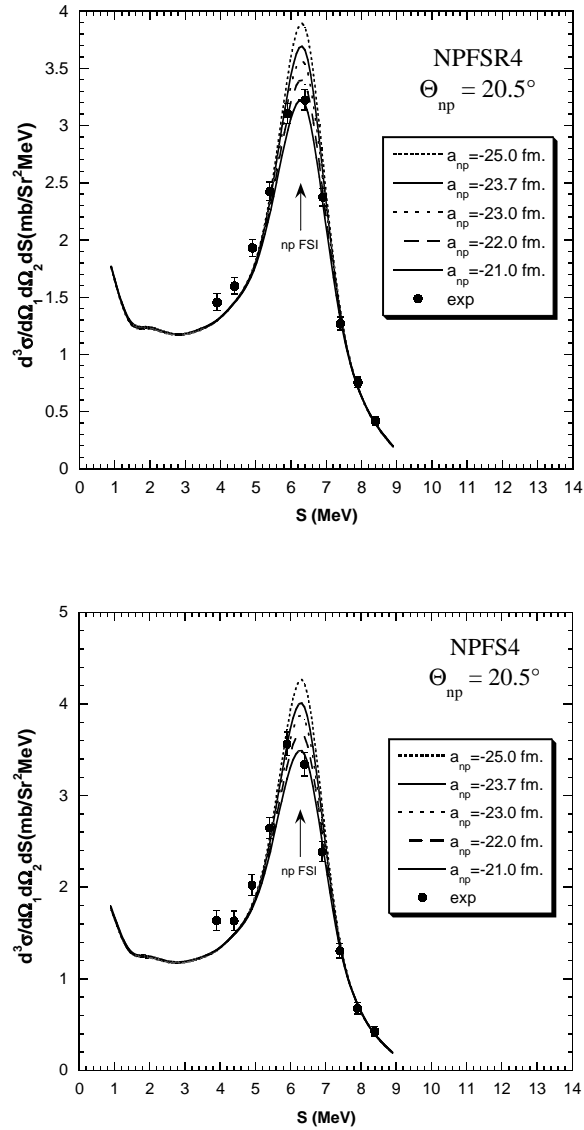 4
3.5
3
2.5
2
1.5
1
0.5
0
d³σ/dΩ₁dΩ₂dS(mb/Sr²MeV)
NPFSR4
Θnp = 20.5°
anp=-25.0 fm.
anp=-23.7 fm.
anp=-23.0 fm.
anp=-22.0 fm.
anp=-21.0 fm.
exp
np FSI
0 1 2 3 4 5 6 7 8 9 10 11 12 13 14
S (MeV)
5
4
3
2
1
0
d³σ/dΩ₁dΩ₂dS(mb/Sr²MeV)
NPFS4
Θnp = 20.5°
anp=-25.0 fm.
anp=-23.7 fm.
anp=-23.0 fm.
anp=-22.0 fm.
anp=-21.0 fm.
exp
np FSI
0 1 2 3 4 5 6 7 8 9 10 11 12 13 14
S (MeV)